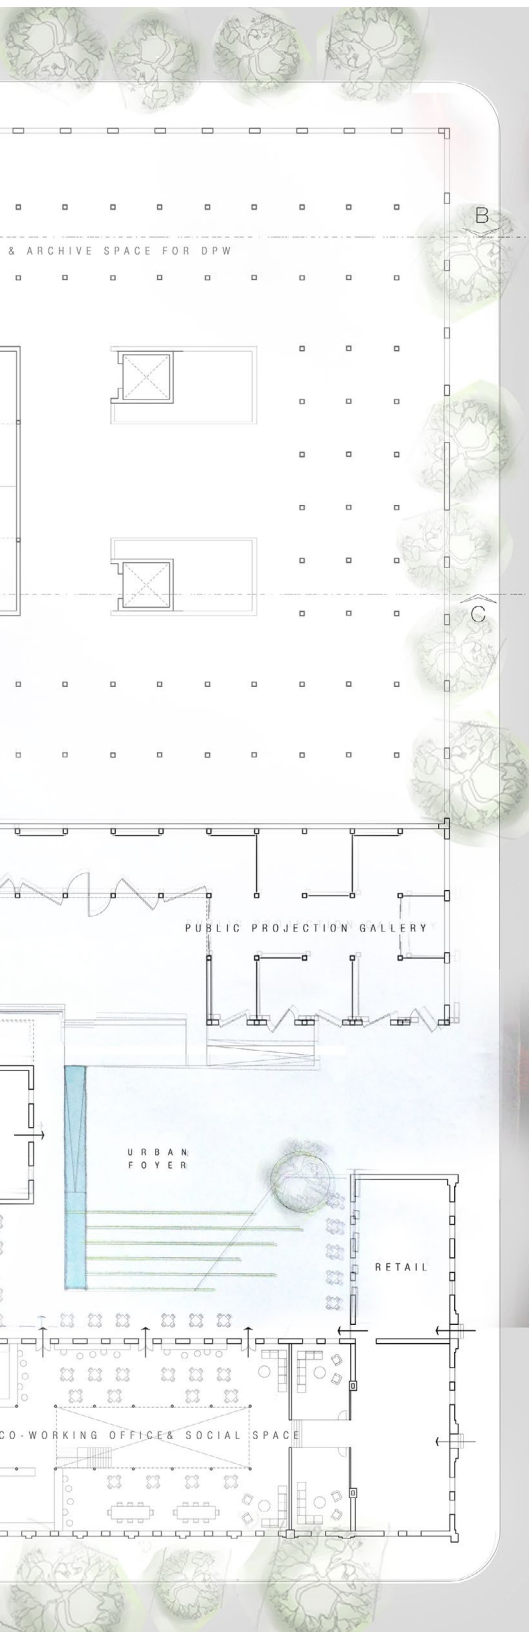 B
& ARCHIVE SPACE FOR DPW
C
PUBLIC PROJECTION GALLERY
URBAN
FOYER
RETAIL
CO-WORKING OFFICE& SOCIAL SPACE